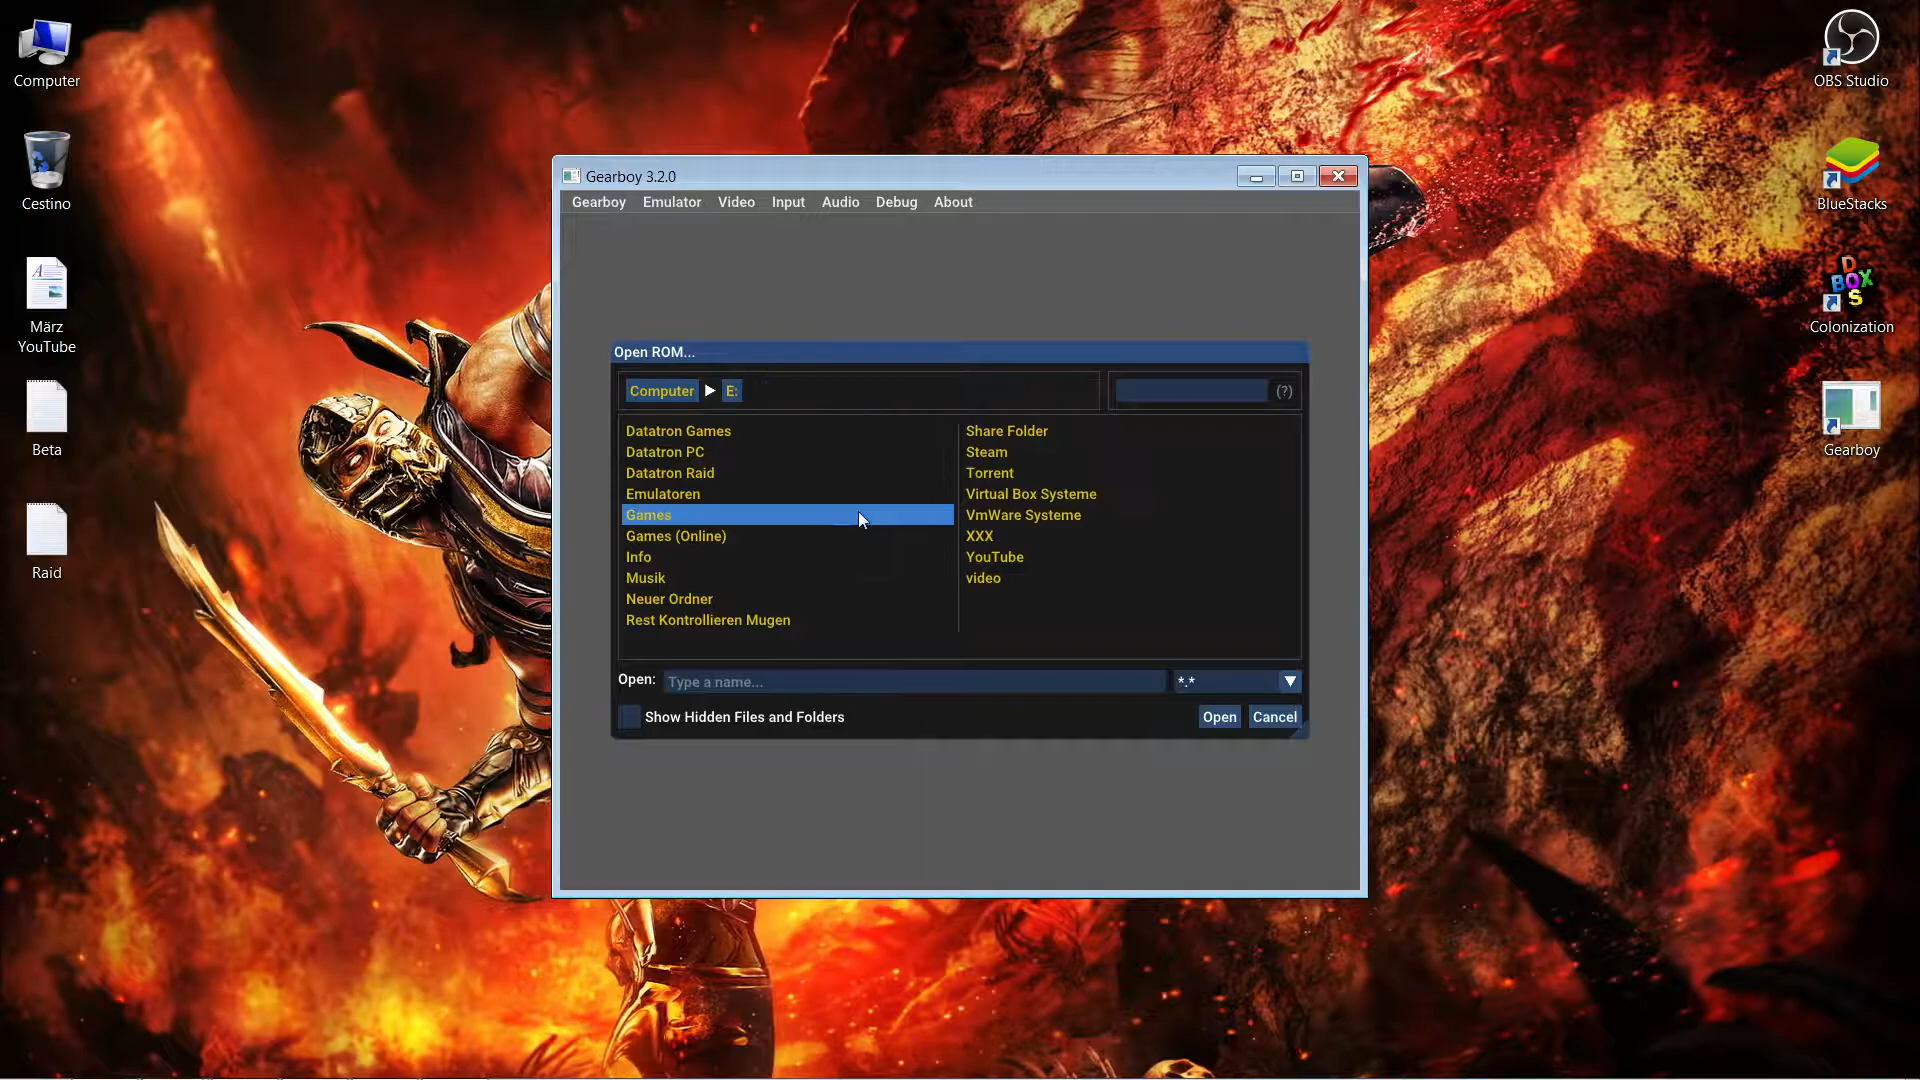 Computer
Cestino
März
YouTube
Beta
Raid
Gearboy 3.2.0
Gearboy Emulator Video Input Audio Debug About
Open ROM...
Computer E: (?)
Datatron Games
Datatron PC
Datatron Raid
Emulatoren
Games
Games (Online)
Info
Musik
Neuer Ordner
Rest Kontrollieren Mugen
Share Folder
Steam
Torrent
Virtual Box Systeme
VmWare Systeme
XXX
YouTube
video
Open: Type a name... *.*
Show Hidden Files and Folders Open Cancel
OBS Studio
BlueStacks
D
BOX
S
Colonization
Gearboy